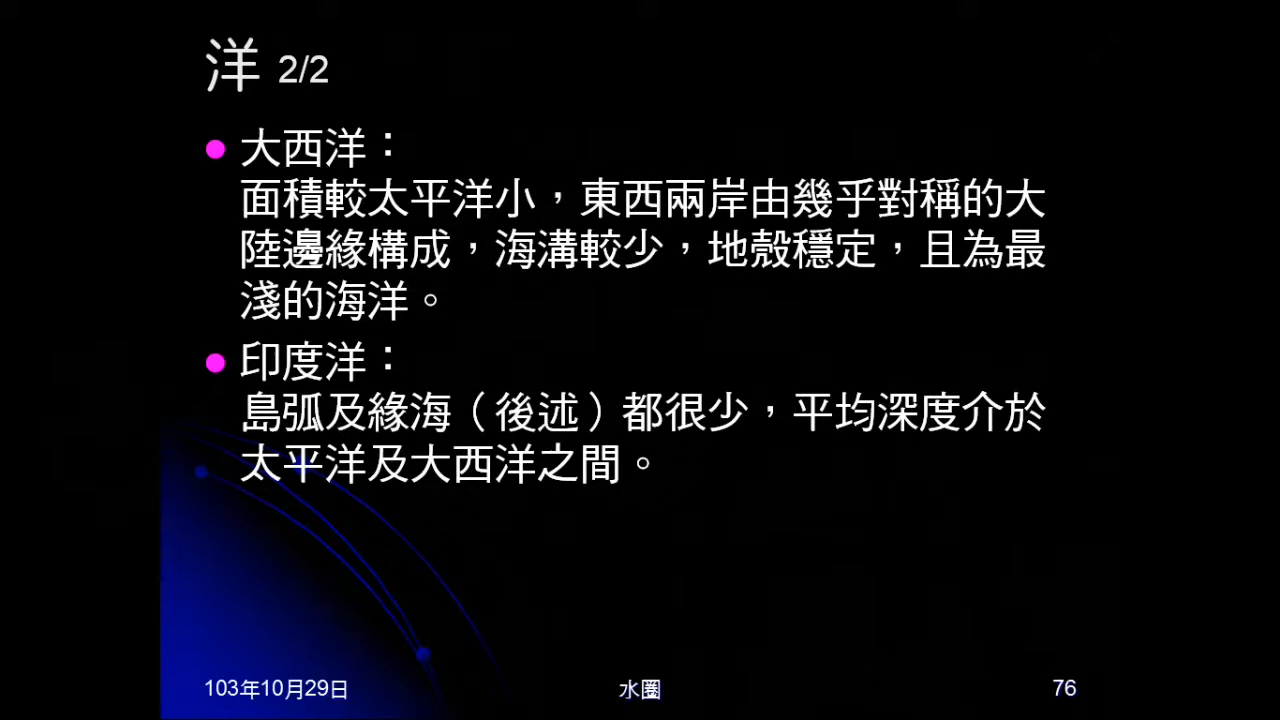 洋 2/2
大西洋：
面積較太平洋小，東西兩岸由幾乎對稱的大
陸邊緣構成，海溝較少，地殼穩定，且為最
淺的海洋。
印度洋：
島弧及緣海（後述）都很少，平均深度介於
太平洋及大西洋之間。
103年10月29日
水圈
76